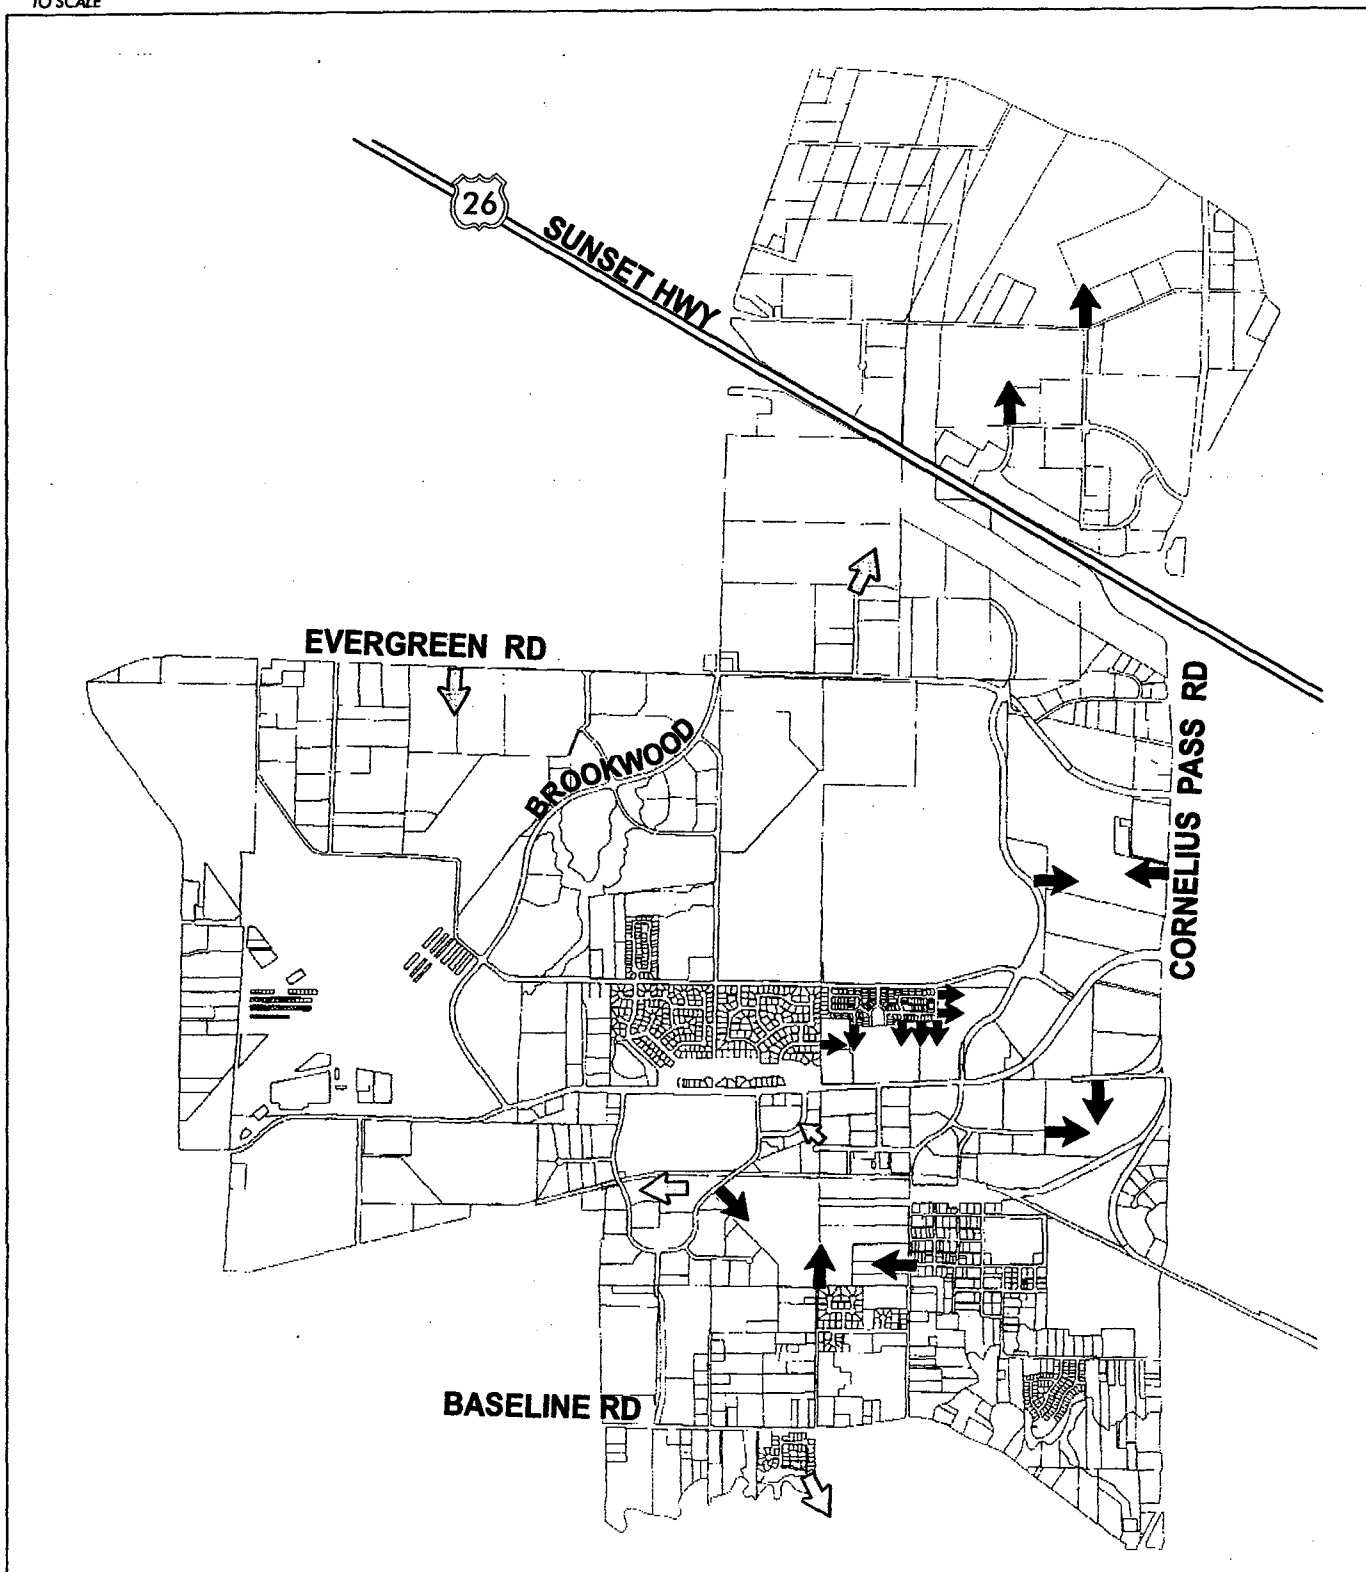 TO SCALE
26
SUNSET HWY
EVERGREEN RD
BROOKWOOD
CORNELIUS PASS RD
BASELINE RD